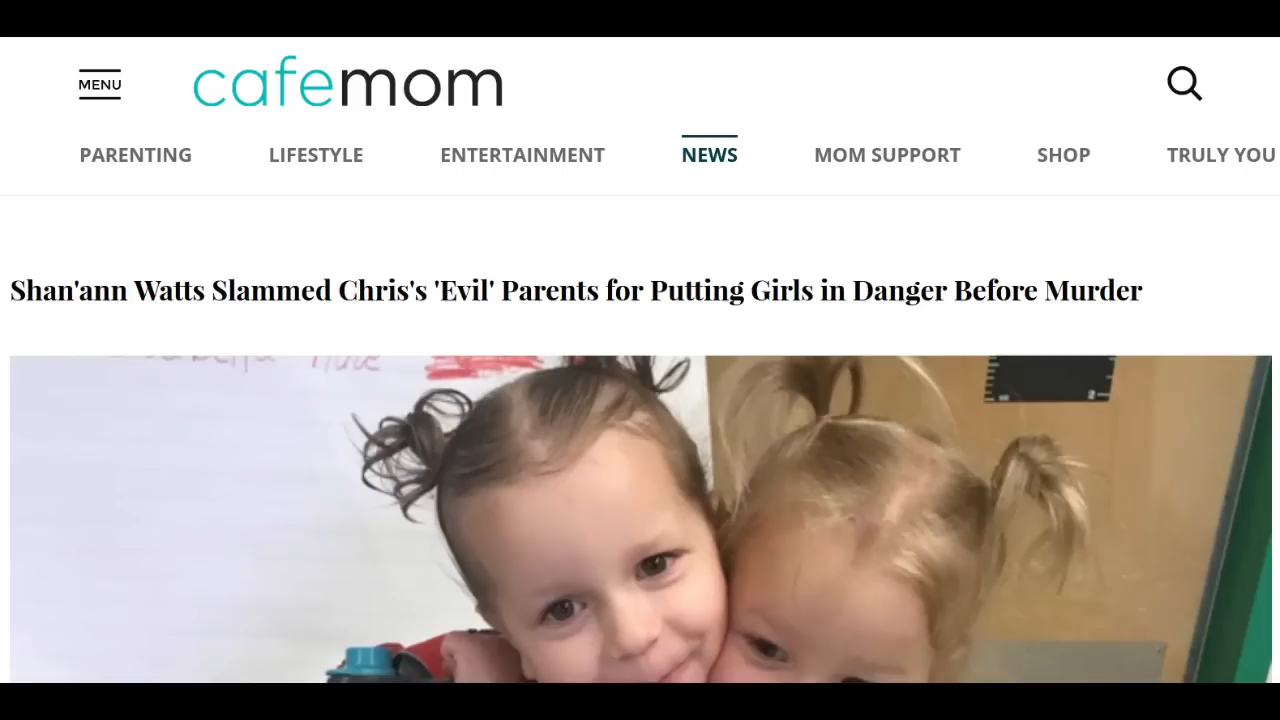 MENU
cafemom
PARENTING LIFESTYLE ENTERTAINMENT NEWS MOM SUPPORT SHOP TRULY YOU
Shan'ann Watts Slammed Chris's 'Evil' Parents for Putting Girls in Danger Before Murder
2